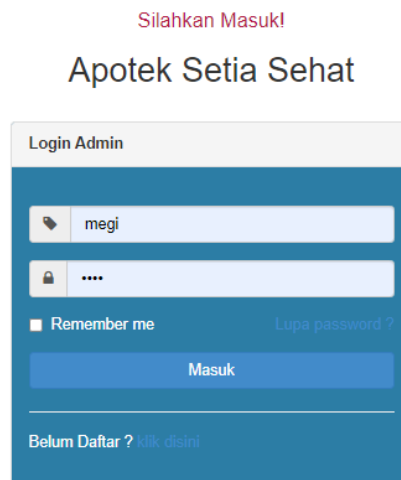 Silahkan Masuk!
Apotek Setia Sehat
Login Admin
megi
••••
Remember me Lupa password ?
Masuk
Belum Daftar ? klik disini